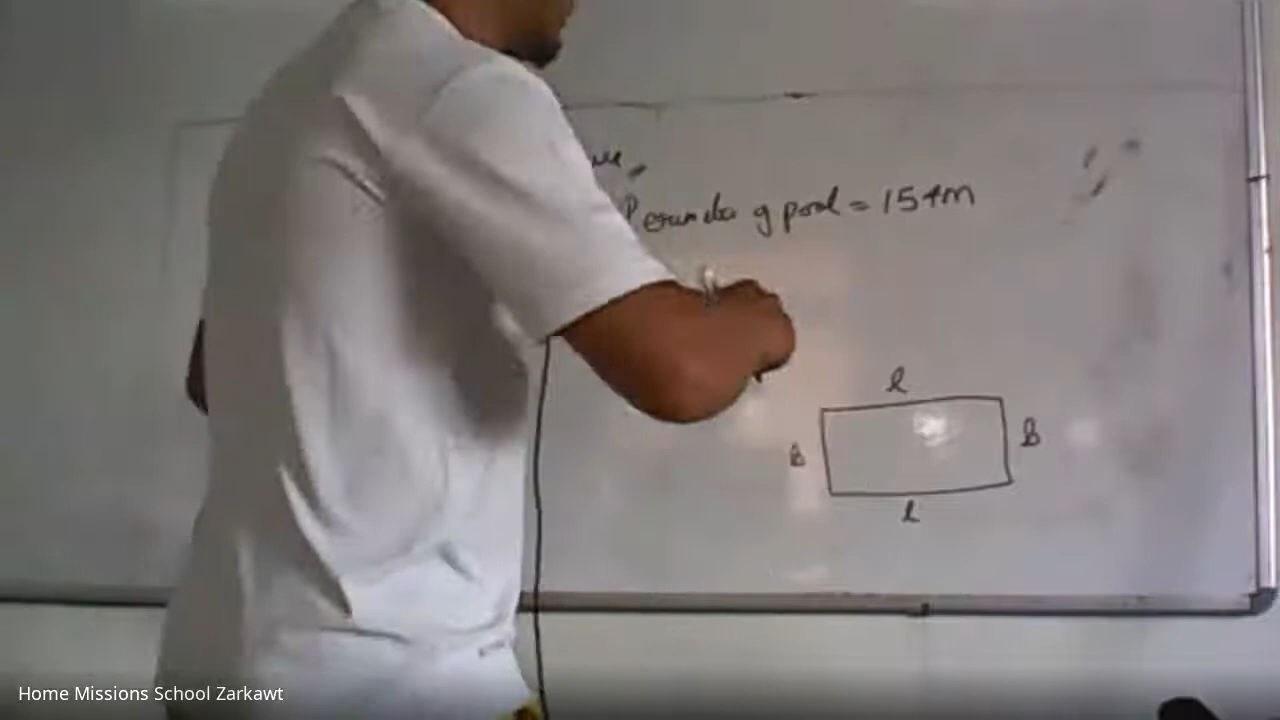 Perimeter of pool = 154m
l
b b
l
Home Missions School Zarkawt